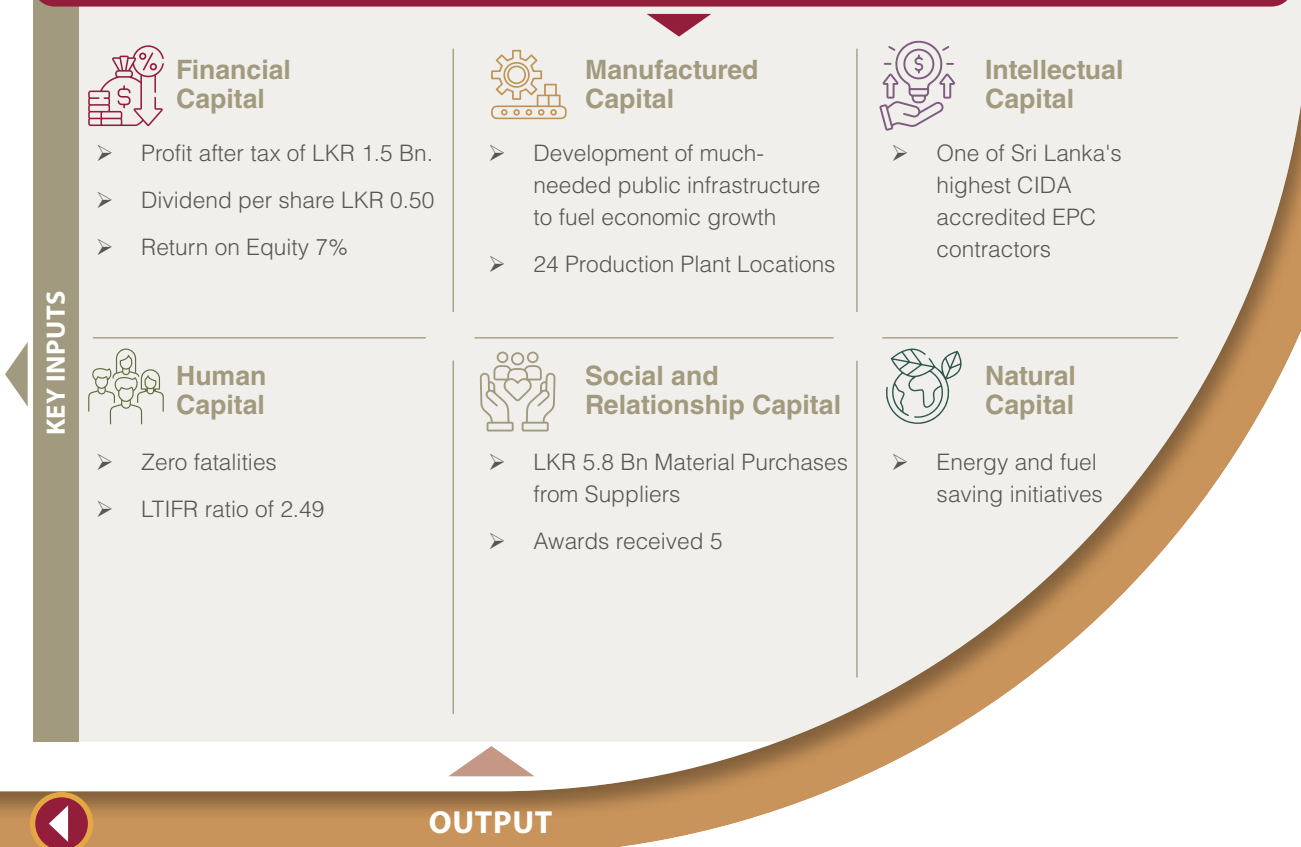 KEY INPUTS
Financial
Capital
➢ Profit after tax of LKR 1.5 Bn.
➢ Dividend per share LKR 0.50
➢ Return on Equity 7%
Manufactured
Capital
➢ Development of much-
needed public infrastructure
to fuel economic growth
➢ 24 Production Plant Locations
Intellectual
Capital
➢ One of Sri Lanka's
highest CIDA
accredited EPC
contractors
Human
Capital
➢ Zero fatalities
➢ LTIFR ratio of 2.49
Social and
Relationship Capital
➢ LKR 5.8 Bn Material Purchases
from Suppliers
➢ Awards received 5
Natural
Capital
➢ Energy and fuel
saving initiatives
OUTPUT